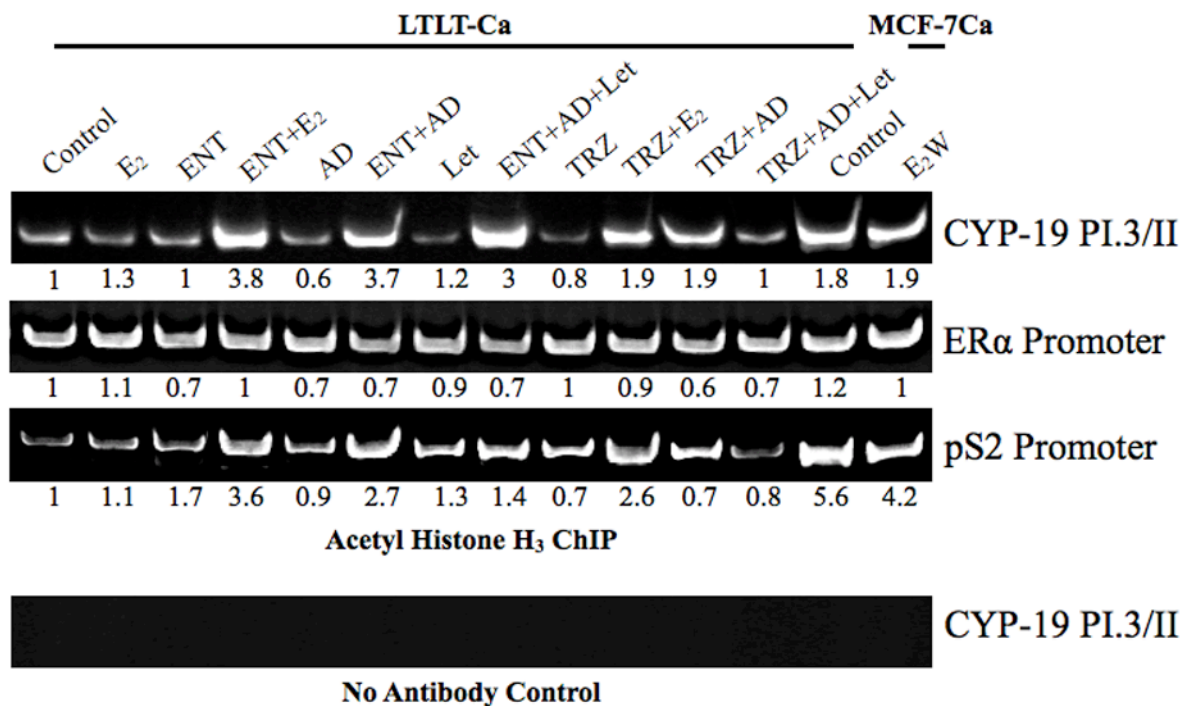 LTLT-Ca MCF-7Ca
Control E₂ ENT ENT+E₂ AD ENT+AD Let ENT+AD+Let TRZ TRZ+E₂ TRZ+AD TRZ+AD+Let Control E₂W
CYP-19 PI.3/II
1 1.3 1 3.8 0.6 3.7 1.2 3 0.8 1.9 1.9 1 1.8 1.9
ERα Promoter
1 1.1 0.7 1 0.7 0.7 0.9 0.7 1 0.9 0.6 0.7 1.2 1
pS2 Promoter
1 1.1 1.7 3.6 0.9 2.7 1.3 1.4 0.7 2.6 0.7 0.8 5.6 4.2
Acetyl Histone H₃ ChIP
CYP-19 PI.3/II
No Antibody Control